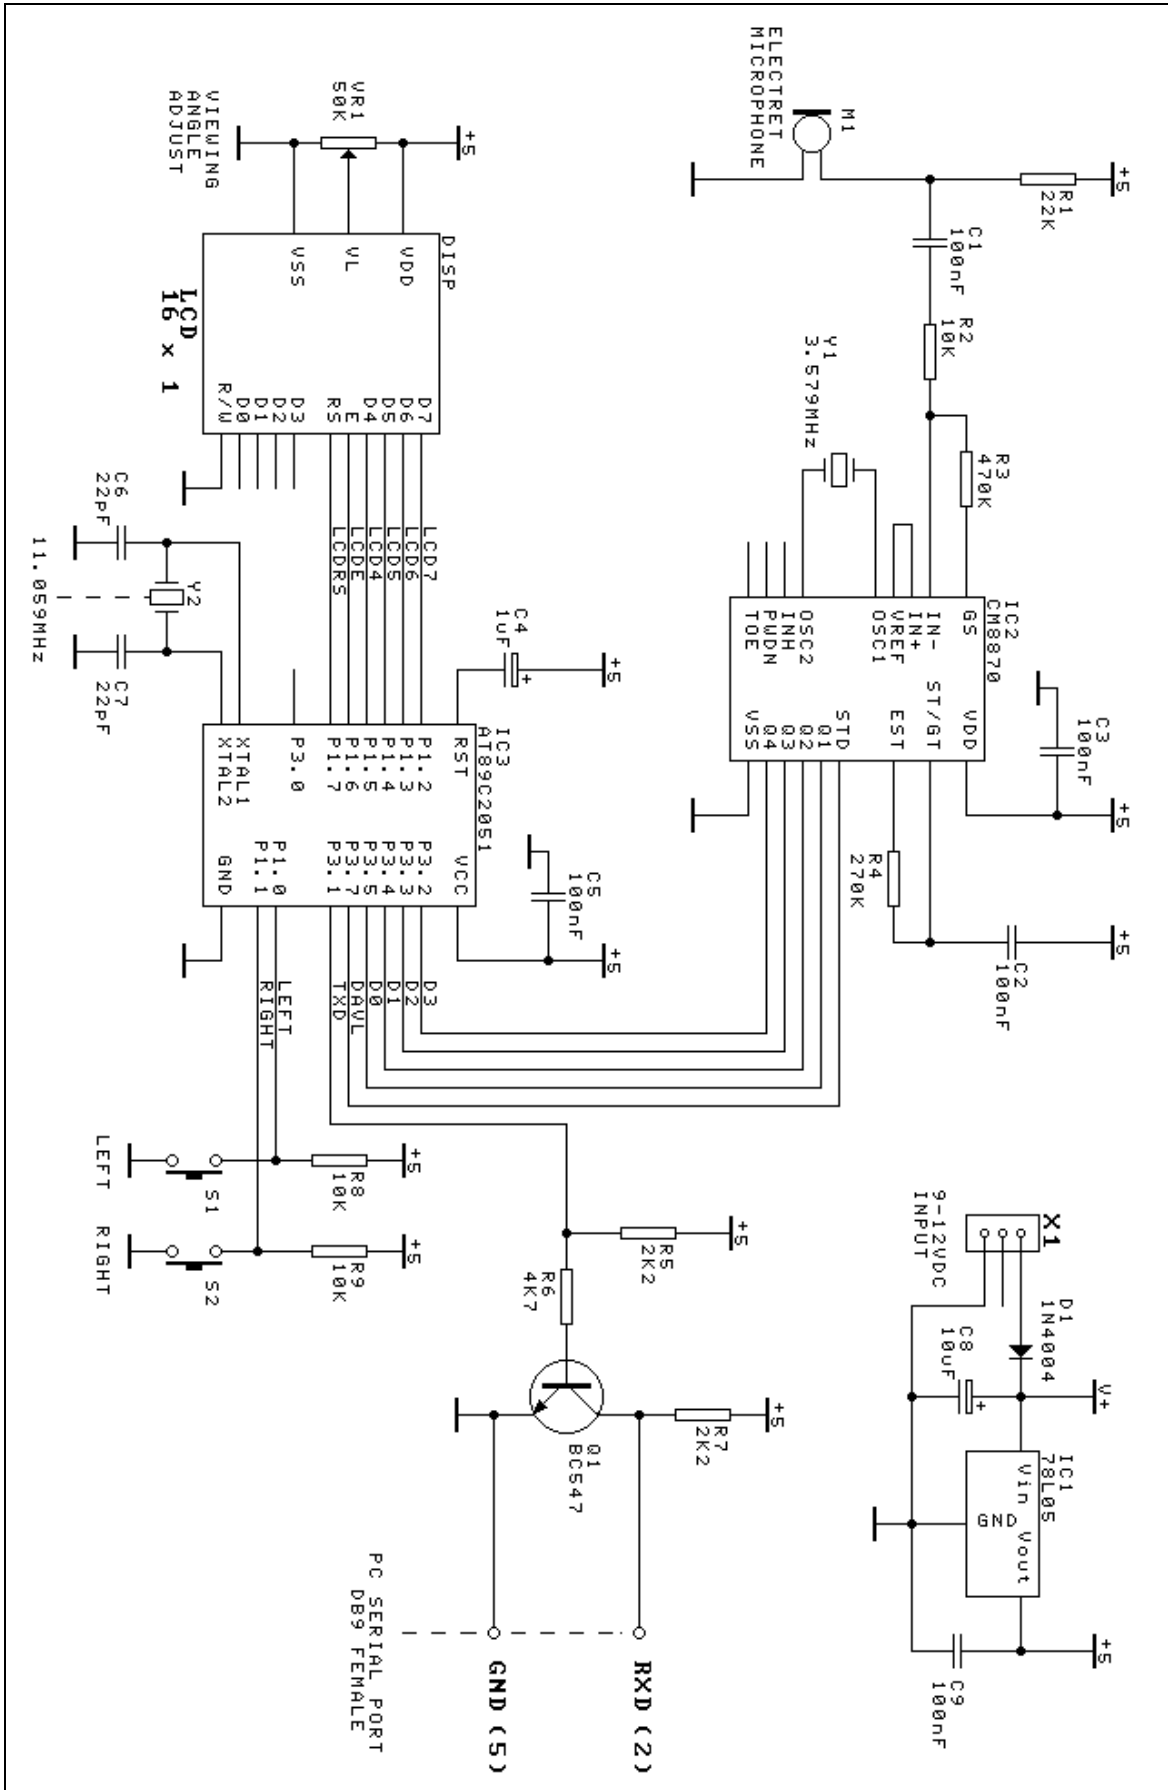 ELECTRET
MICROPHONE
M1
+5
R1
22K
C1
100nF
R2
10K
R3
470K
Y1
3.579MHz
IC2
CM8870
GS
IN-
IN+
VREF
OSC1
OSC2
INH
PWDN
TOE
VDD
ST/GT
EST
STD
Q1
Q2
Q3
Q4
VSS
C3
100nF
+5
R4
270K
C2
100nF
+5
X1
9-12VDC
INPUT
D1
1N4004
C8
10uF
+
V+
IC1
78L05
Vin
GND
Vout
C9
100nF
+5
VIEWING
ANGLE
ADJUST
VR1
50K
+5
DISP
VDD
VL
VSS
LCD
16 x 1
D7
D6
D5
D4
E
RS
D3
D2
D1
D0
R/W
LCD7
LCD6
LCD5
LCD4
LCDE
LCDRS
C6
22pF
Y2
11.059MHz
C7
22pF
C4
1uF
+
+5
IC3
AT89C2051
RST
P1.2
P1.3
P1.4
P1.5
P1.6
P1.7
P3.0
XTAL1
XTAL2
VCC
P3.2
P3.3
P3.4
P3.5
P3.7
P3.1
P1.0
P1.1
GND
C5
100nF
+5
D3
D2
D1
D0
DAVL
TXD
LEFT
RIGHT
LEFT
S1
R8
10K
+5
RIGHT
S2
R9
10K
+5
R5
2K2
+5
R6
4K7
Q1
BC547
R7
2K2
+5
PC SERIAL PORT
DB9 FEMALE
RXD (2)
GND (5)